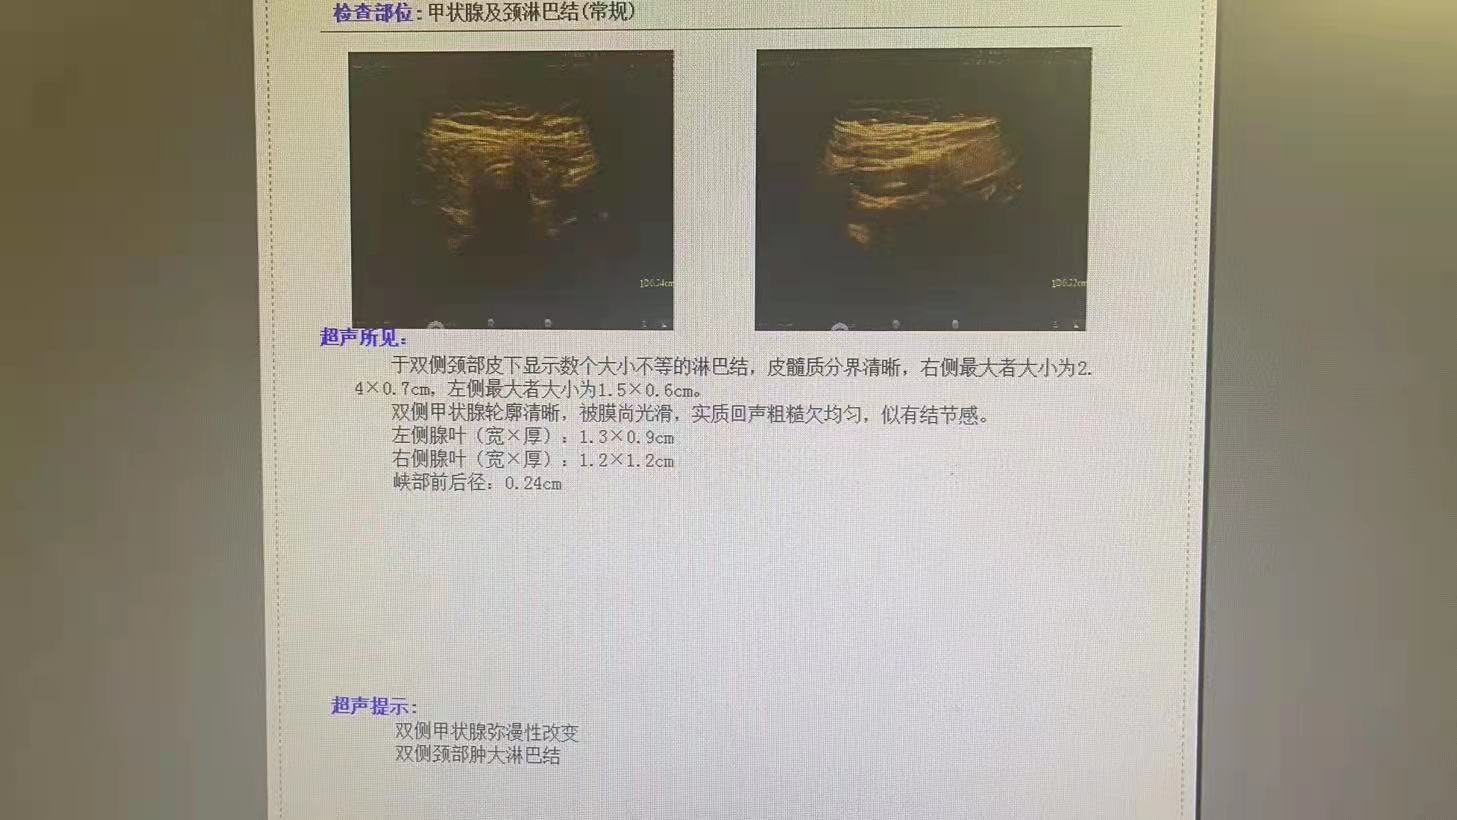 检查部位:甲状腺及颈淋巴结(常规)
超声所见:
于双侧颈部皮下显示数个大小不等的淋巴结，皮髓质分界清晰，右侧最大者大小为2.
4×0.7cm，左侧最大者大小为1.5×0.6cm。
双侧甲状腺轮廓清晰，被膜尚光滑，实质回声粗糙欠均匀，似有结节感。
左侧腺叶（宽×厚）：1.3×0.9cm
右侧腺叶（宽×厚）：1.2×1.2cm
峡部前后径：0.24cm
超声提示:
双侧甲状腺弥漫性改变
双侧颈部肿大淋巴结